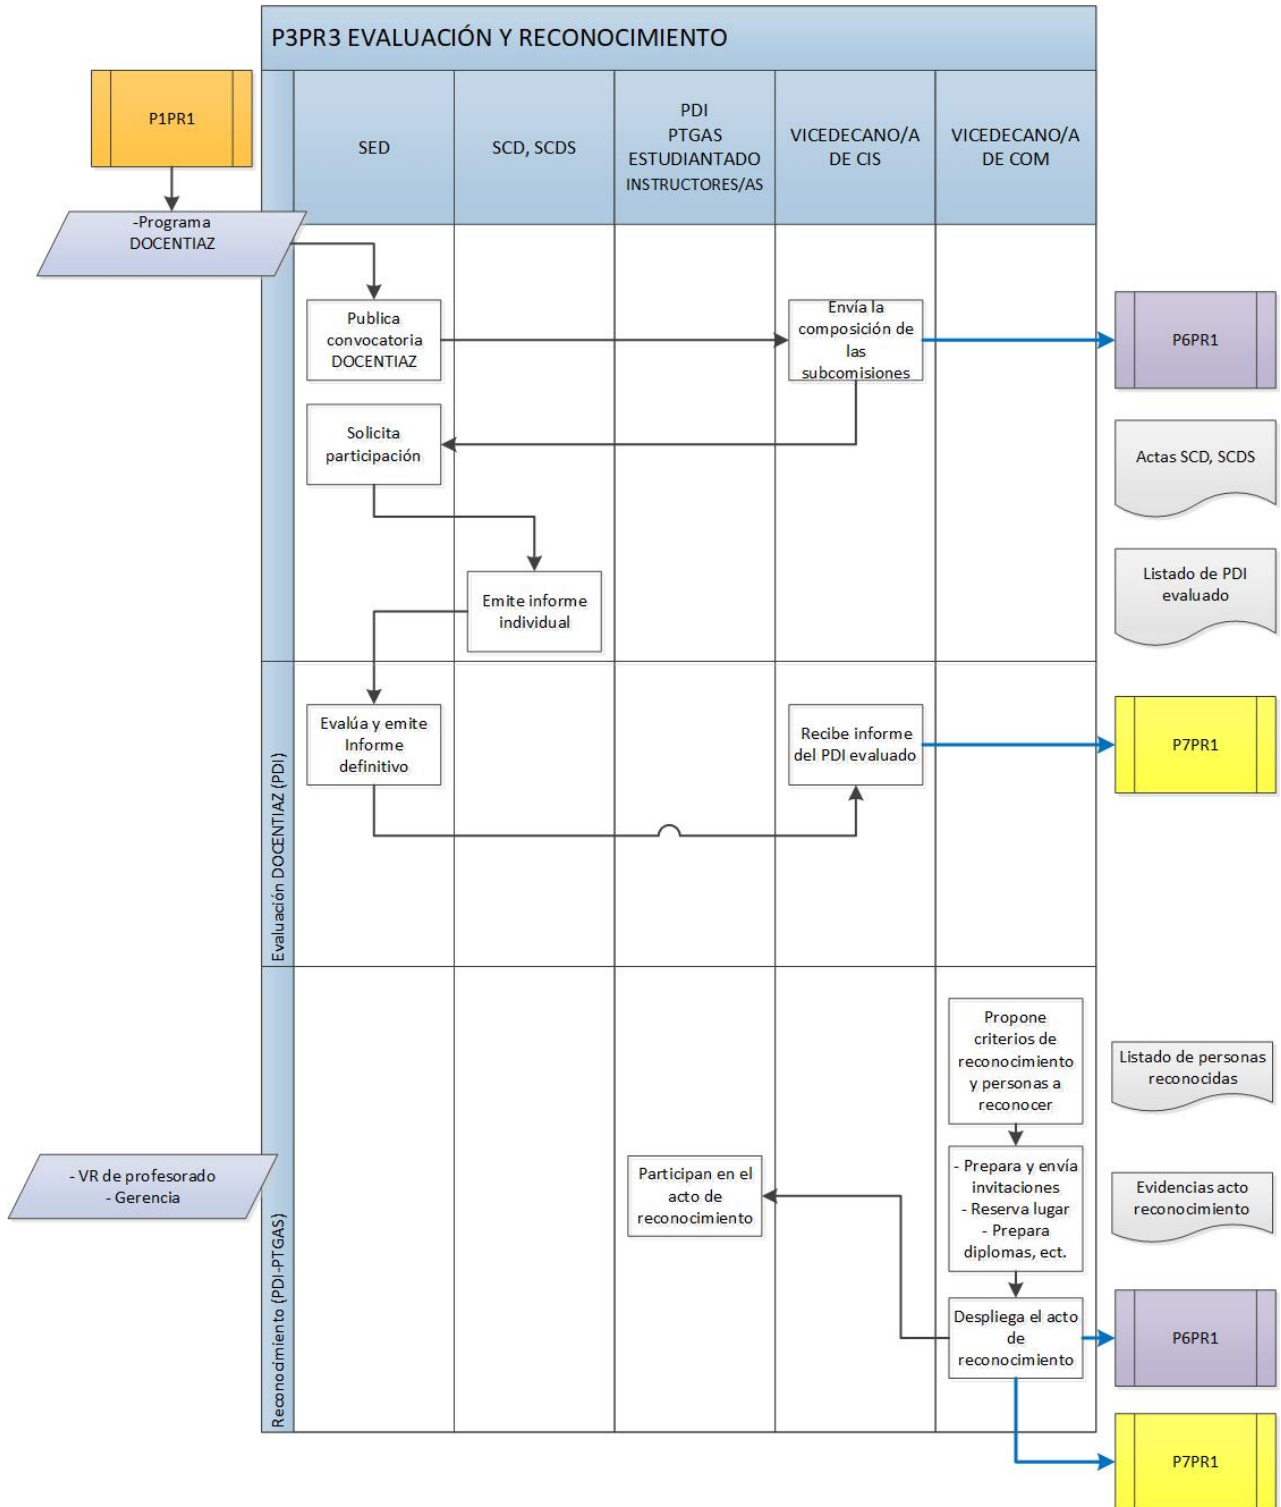 P3PR3 EVALUACIÓN Y RECONOCIMIENTO
P1PR1
SED
SCD, SCDS
PDI
PTGAS
ESTUDIANTADO
INSTRUCTORES/AS
VICEDECANO/A
DE CIS
VICEDECANO/A
DE COM
-Programa
DOCENTIAZ
Publica
convocatoria
DOCENTIAZ
Envía la
composición de
las
subcomisiones
P6PR1
Solicita
participación
Actas SCD, SCDS
Emite informe
individual
Listado de PDI
evaluado
Evaluación DOCENTIAZ (PDI)
Evalúa y emite
Informe
definitivo
Recibe informe
del PDI evaluado
P7PR1
Reconocimiento (PDI-PTGAS)
Propone
criterios de
reconocimiento
y personas a
reconocer
Listado de personas
reconocidas
- VR de profesorado
- Gerencia
Participan en el
acto de
reconocimiento
- Prepara y envía
invitaciones
- Reserva lugar
- Prepara
diplomas, ect.
Evidencias acto
reconocimiento
Despliega el acto
de
reconocimiento
P6PR1
P7PR1